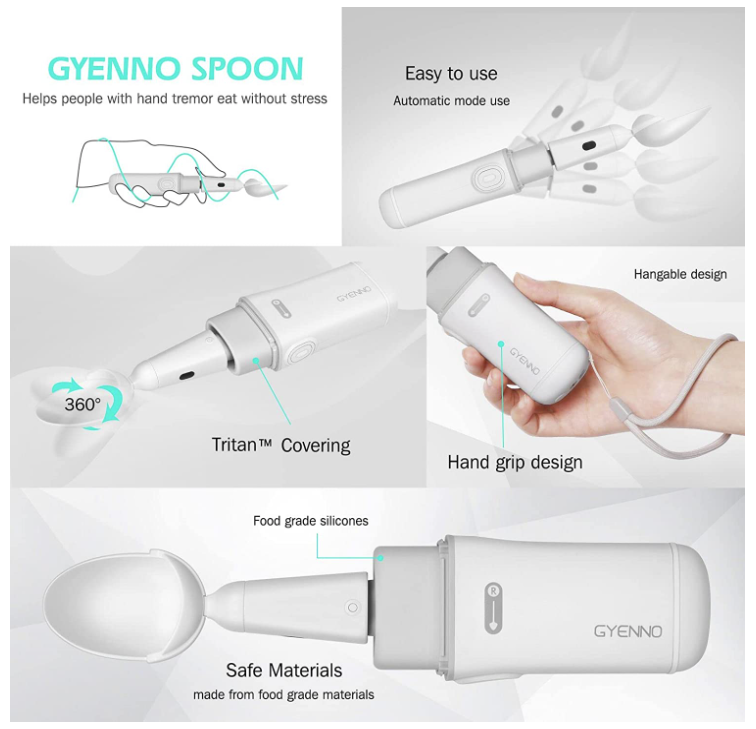 GYENNO SPOON
Helps people with hand tremor eat without stress
Easy to use
Automatic mode use
GYENNO
360°
Tritan™ Covering
Hangable design
GYENNO
Hand grip design
Food grade silicones
R
GYENNO
Safe Materials
made from food grade materials